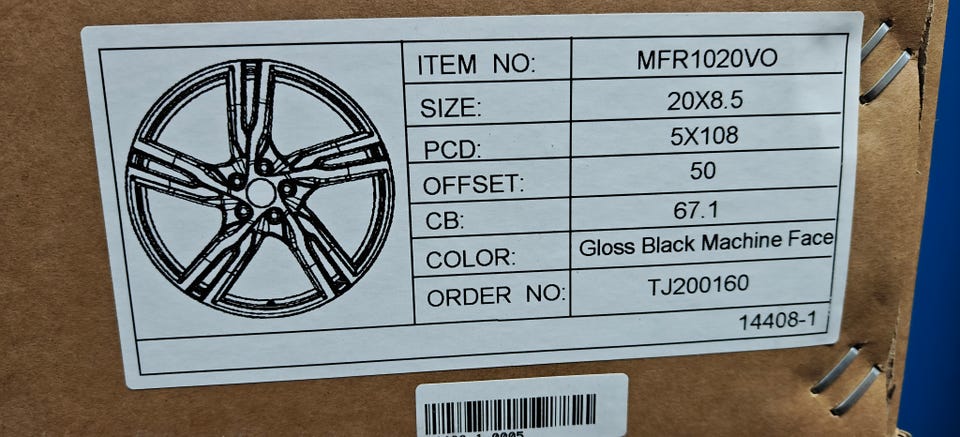 ITEM NO: MFR1020VO
SIZE: 20X8.5
PCD: 5X108
OFFSET: 50
CB: 67.1
COLOR: Gloss Black Machine Face
ORDER NO: TJ200160
14408-1